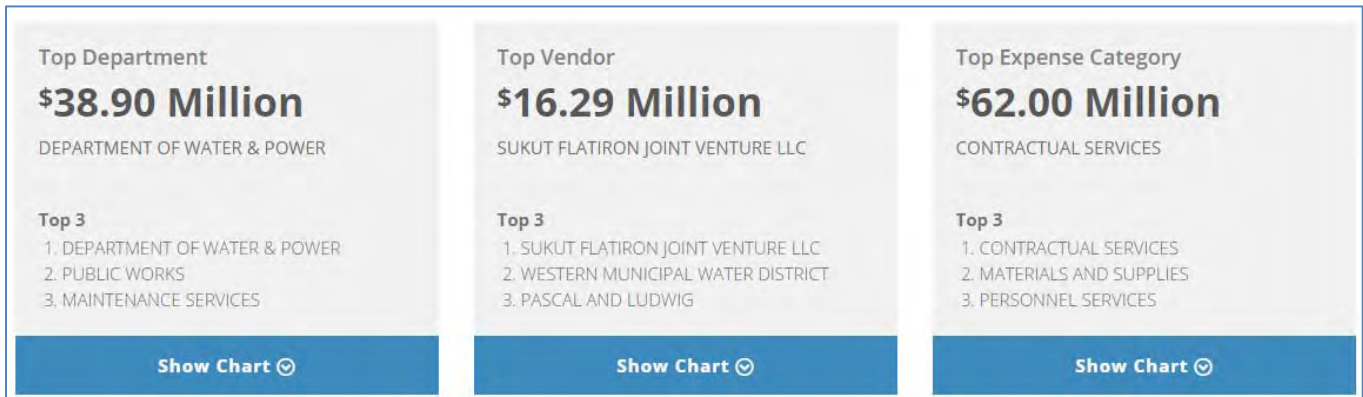 Top Department
$38.90 Million
DEPARTMENT OF WATER & POWER
Top 3
1. DEPARTMENT OF WATER & POWER
2. PUBLIC WORKS
3. MAINTENANCE SERVICES
Show Chart
Top Vendor
$16.29 Million
SUKUT FLATIRON JOINT VENTURE LLC
Top 3
1. SUKUT FLATIRON JOINT VENTURE LLC
2. WESTERN MUNICIPAL WATER DISTRICT
3. PASCAL AND LUDWIG
Show Chart
Top Expense Category
$62.00 Million
CONTRACTUAL SERVICES
Top 3
1. CONTRACTUAL SERVICES
2. MATERIALS AND SUPPLIES
3. PERSONNEL SERVICES
Show Chart